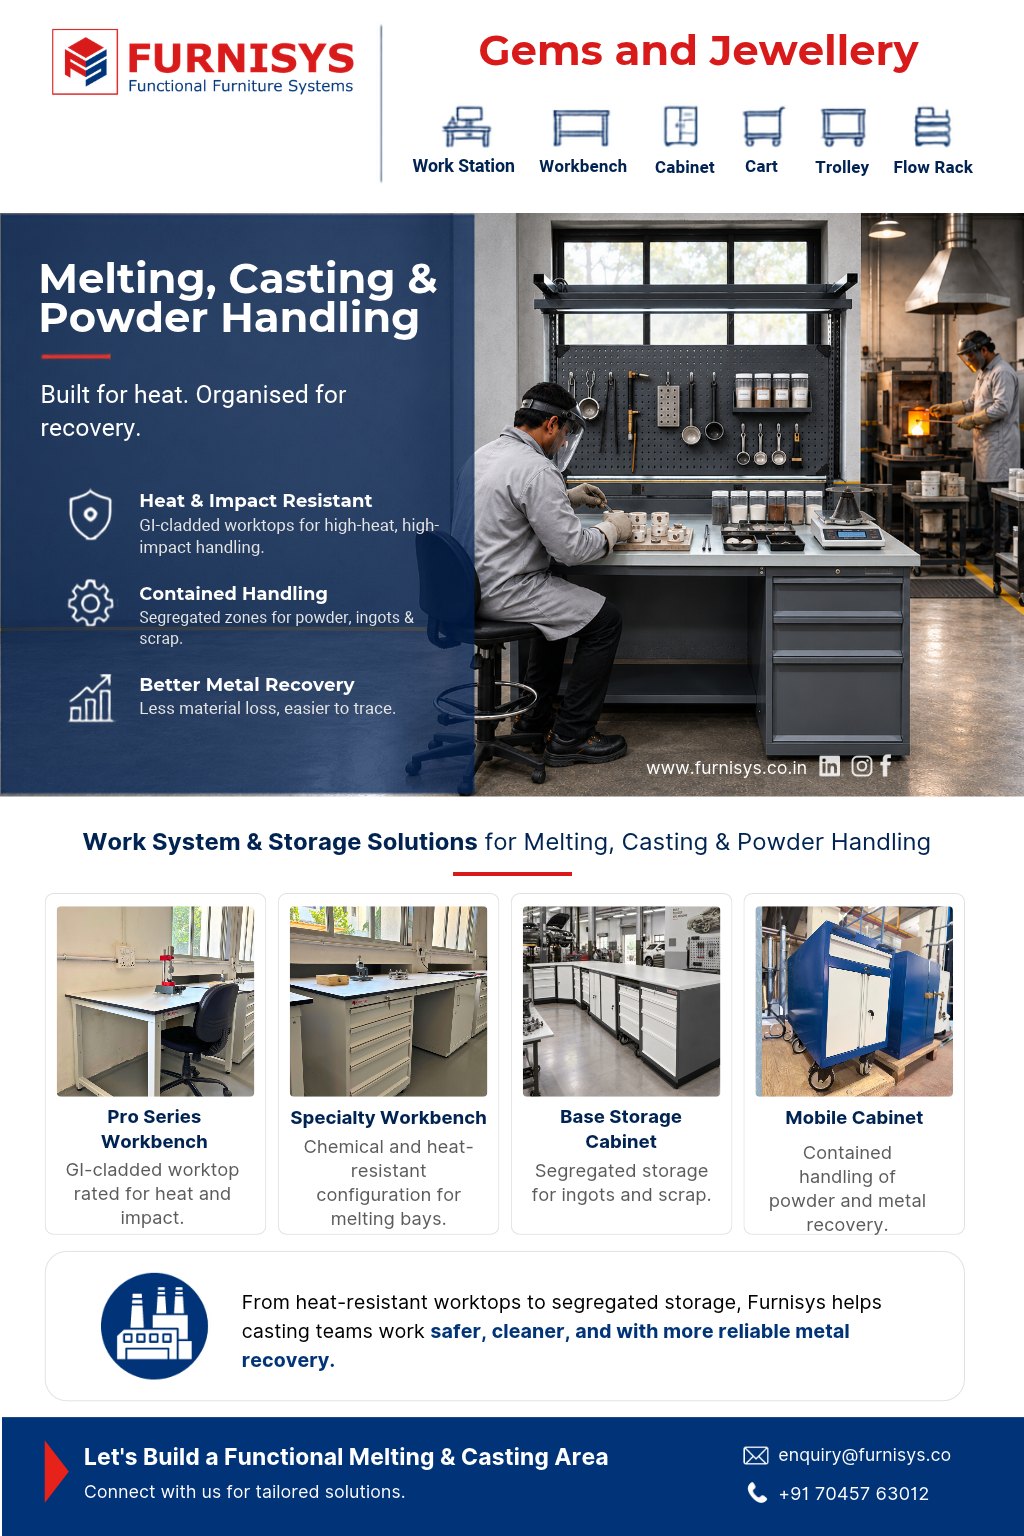 FURNISYS
Functional Furniture Systems
Gems and Jewellery
Work Station
Workbench
Cabinet
Cart
Trolley
Flow Rack
Melting, Casting &
Powder Handling
Built for heat. Organised for
recovery.
Heat & Impact Resistant
GI-cladded worktops for high-heat, high-
impact handling.
Contained Handling
Segregated zones for powder, ingots &
scrap.
Better Metal Recovery
Less material loss, easier to trace.
www.furnisys.co.in
Work System & Storage Solutions for Melting, Casting & Powder Handling
Pro Series
Workbench
GI-cladded worktop
rated for heat and
impact.
Specialty Workbench
Chemical and heat-
resistant
configuration for
melting bays.
Base Storage
Cabinet
Segregated storage
for ingots and scrap.
Mobile Cabinet
Contained
handling of
powder and metal
recovery.
From heat-resistant worktops to segregated storage, Furnisys helps
casting teams work safer, cleaner, and with more reliable metal
recovery.
Let's Build a Functional Melting & Casting Area
Connect with us for tailored solutions.
enquiry@furnisys.co
+91 70457 63012